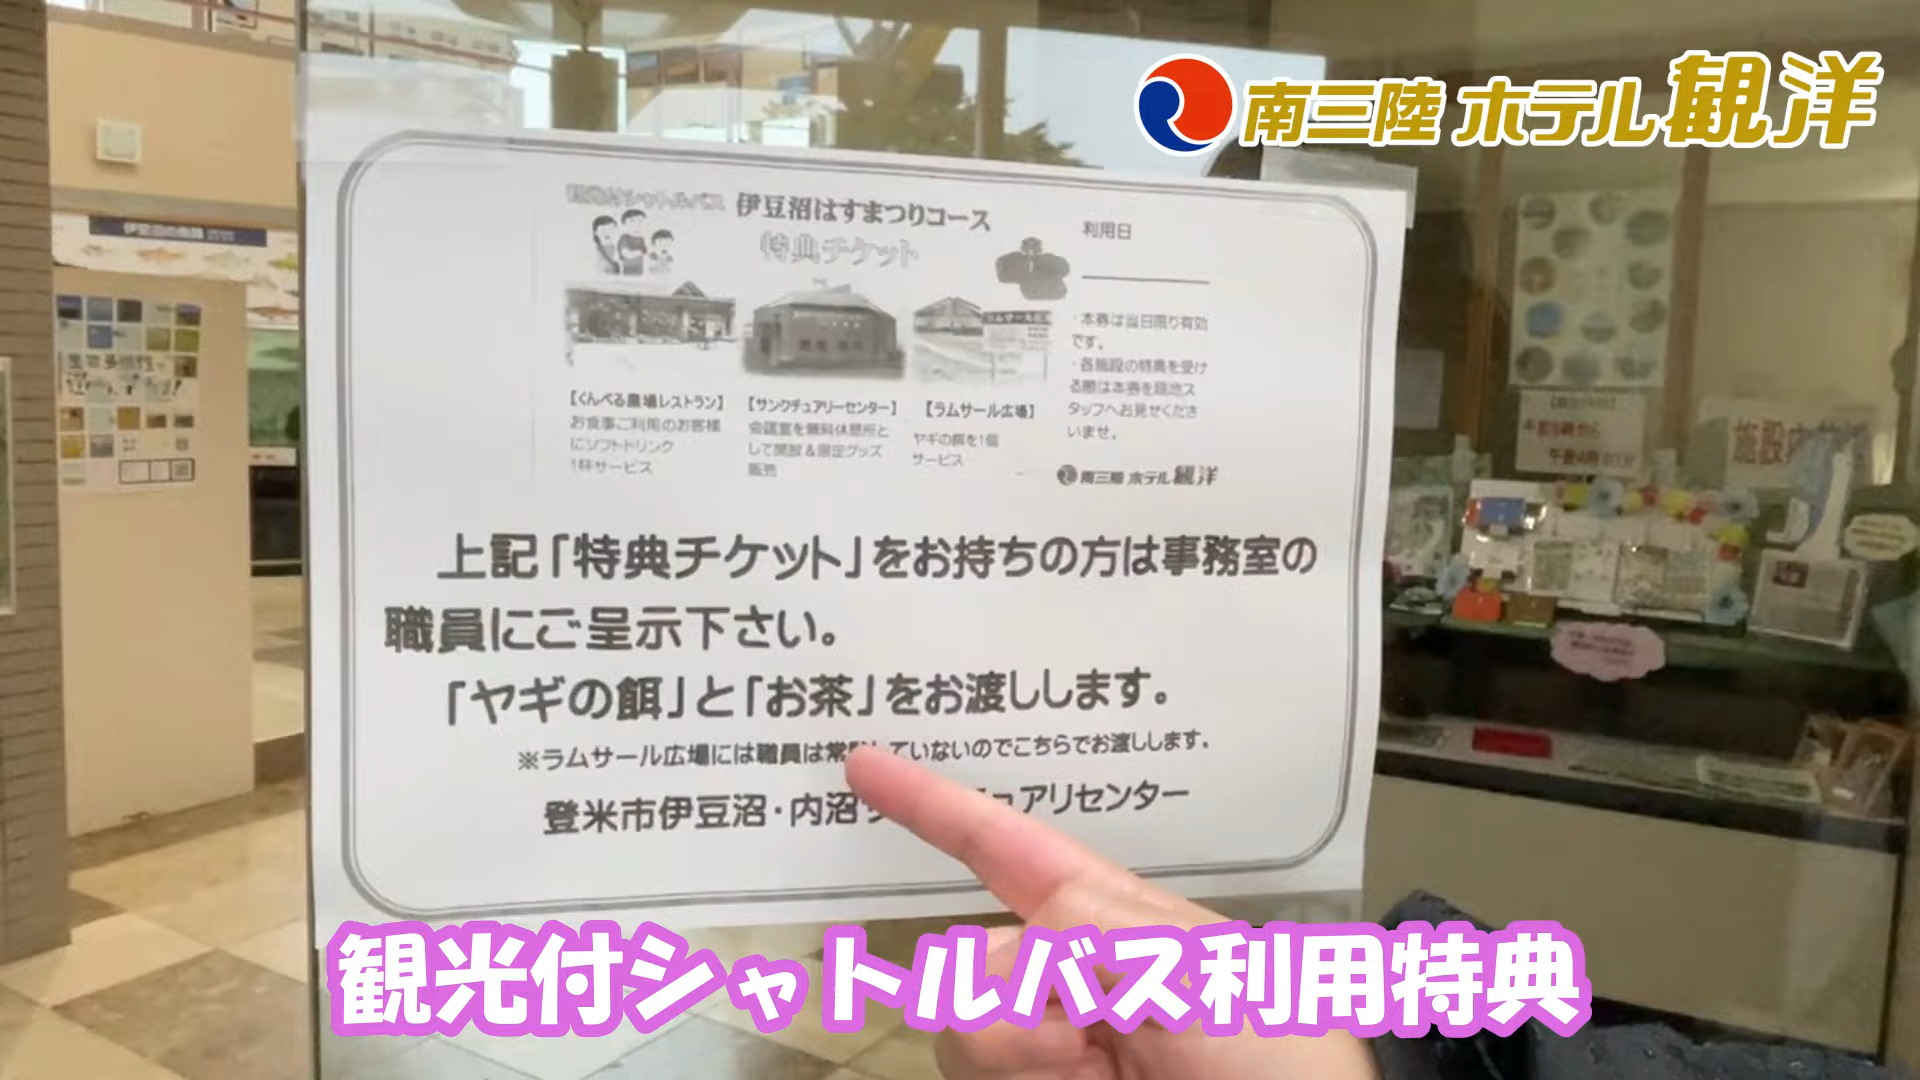 南三陸 ホテル 観洋
観光付シャトルバス 伊豆沼はすまつりコース
特典チケット
利用日
・本券は当日限り有効
です。
・各施設の特典を受け
る際は本券を現地ス
タッフへお見せくださ
いませ。
【くんぺる農場レストラン】
お食事ご利用のお客様
にソフトドリンク
1杯サービス
【サンクチュアリーセンター】
会議室を無料休憩所と
して開放&限定グッズ
販売
【ラムサール広場】
ヤギの餌を1個
サービス
南三陸 ホテル 観洋
上記「特典チケット」をお持ちの方は事務室の
職員にご呈示下さい。
「ヤギの餌」と「お茶」をお渡しします。
※ラムサール広場には職員は常していないのでこちらでお渡しします。
登米市伊豆沼・内沼サュアリセンター
観光付シャトルバス利用特典